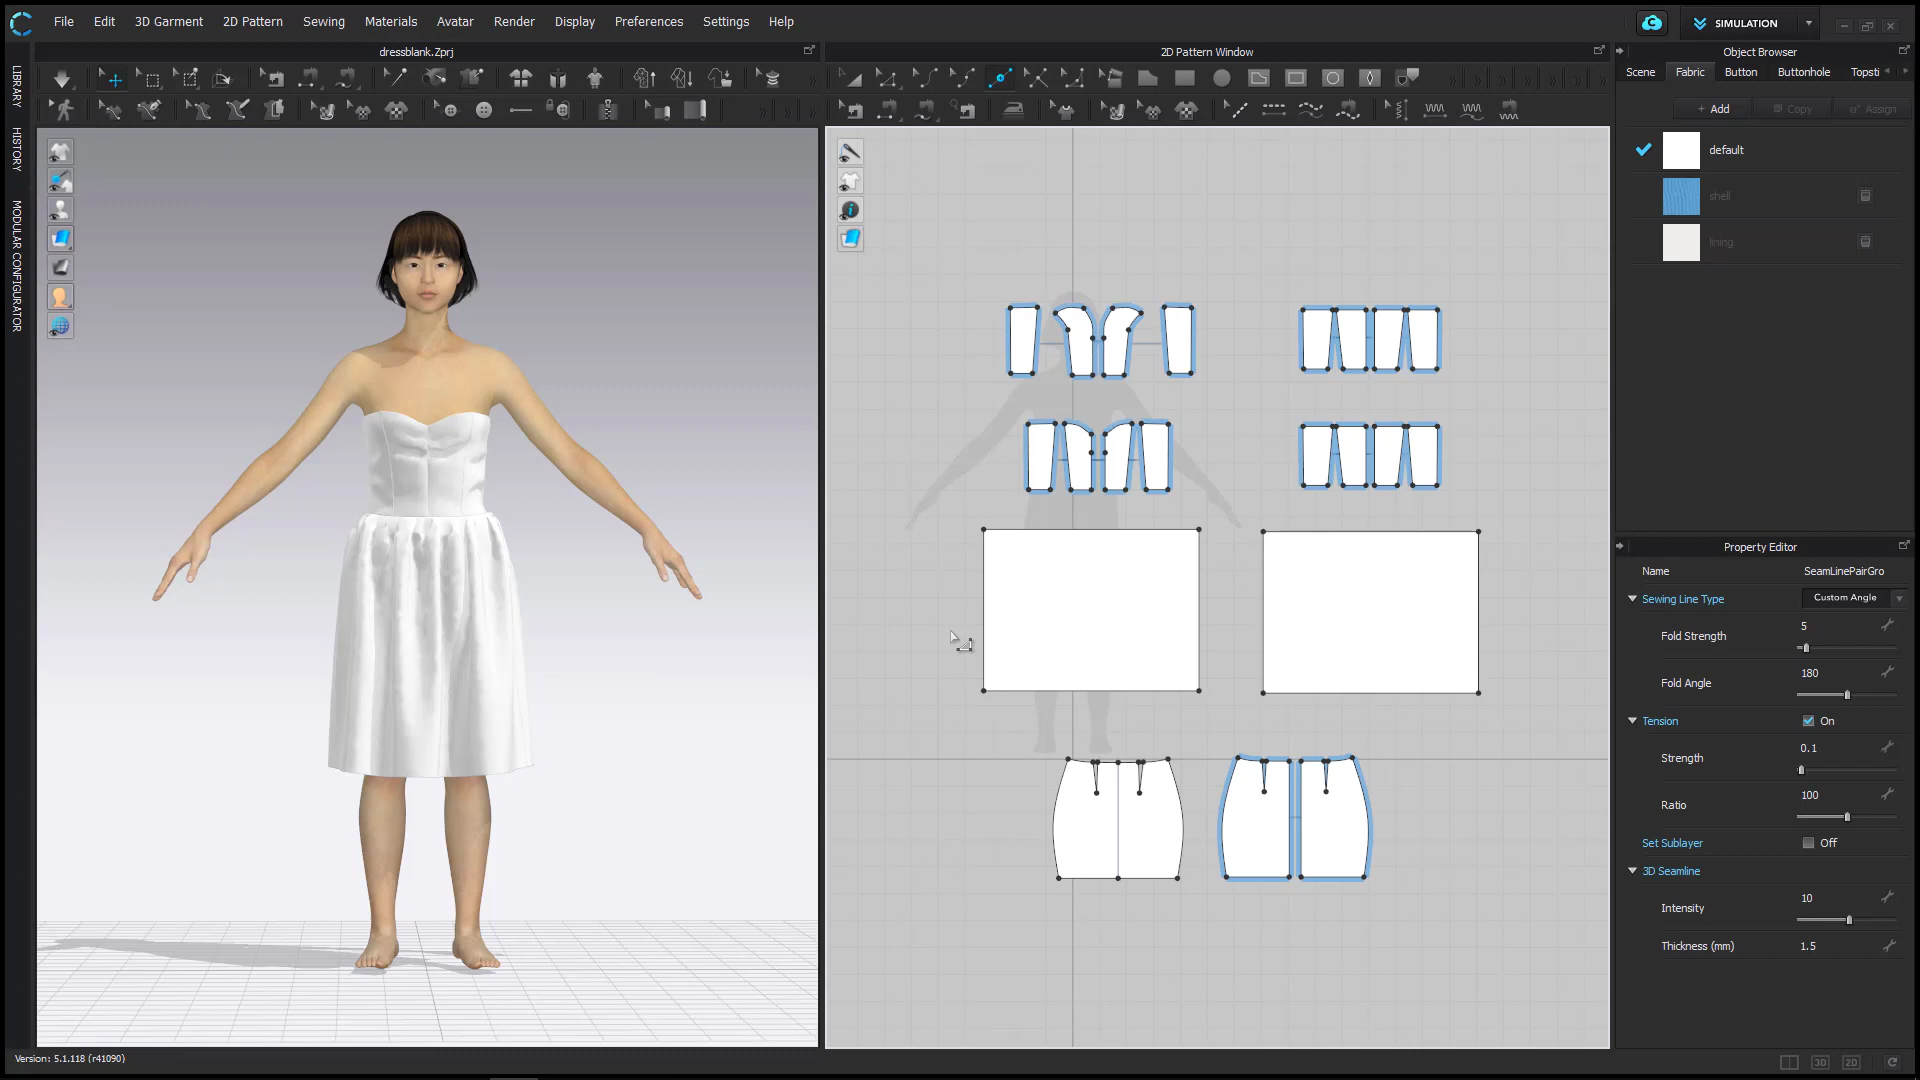 File Edit 3D Garment 2D Pattern Sewing Materials Avatar Render Display Preferences Settings Help
SIMULATION
dressblank.Zprj
2D Pattern Window
Object Browser
Scene Fabric Button Buttonhole Topsti
+ Add Copy Assign
default
shell
lining
LIBRARY
HISTORY
MODULAR CONFIGURATOR
Property Editor
Name SeamLinePairGro
Sewing Line Type Custom Angle
Fold Strength 5
Fold Angle 180
Tension On
Strength 0.1
Ratio 100
Set Sublayer Off
3D Seamline
Intensity 10
Thickness (mm) 1.5
Version: 5.1.118 (r41090)
3D 2D